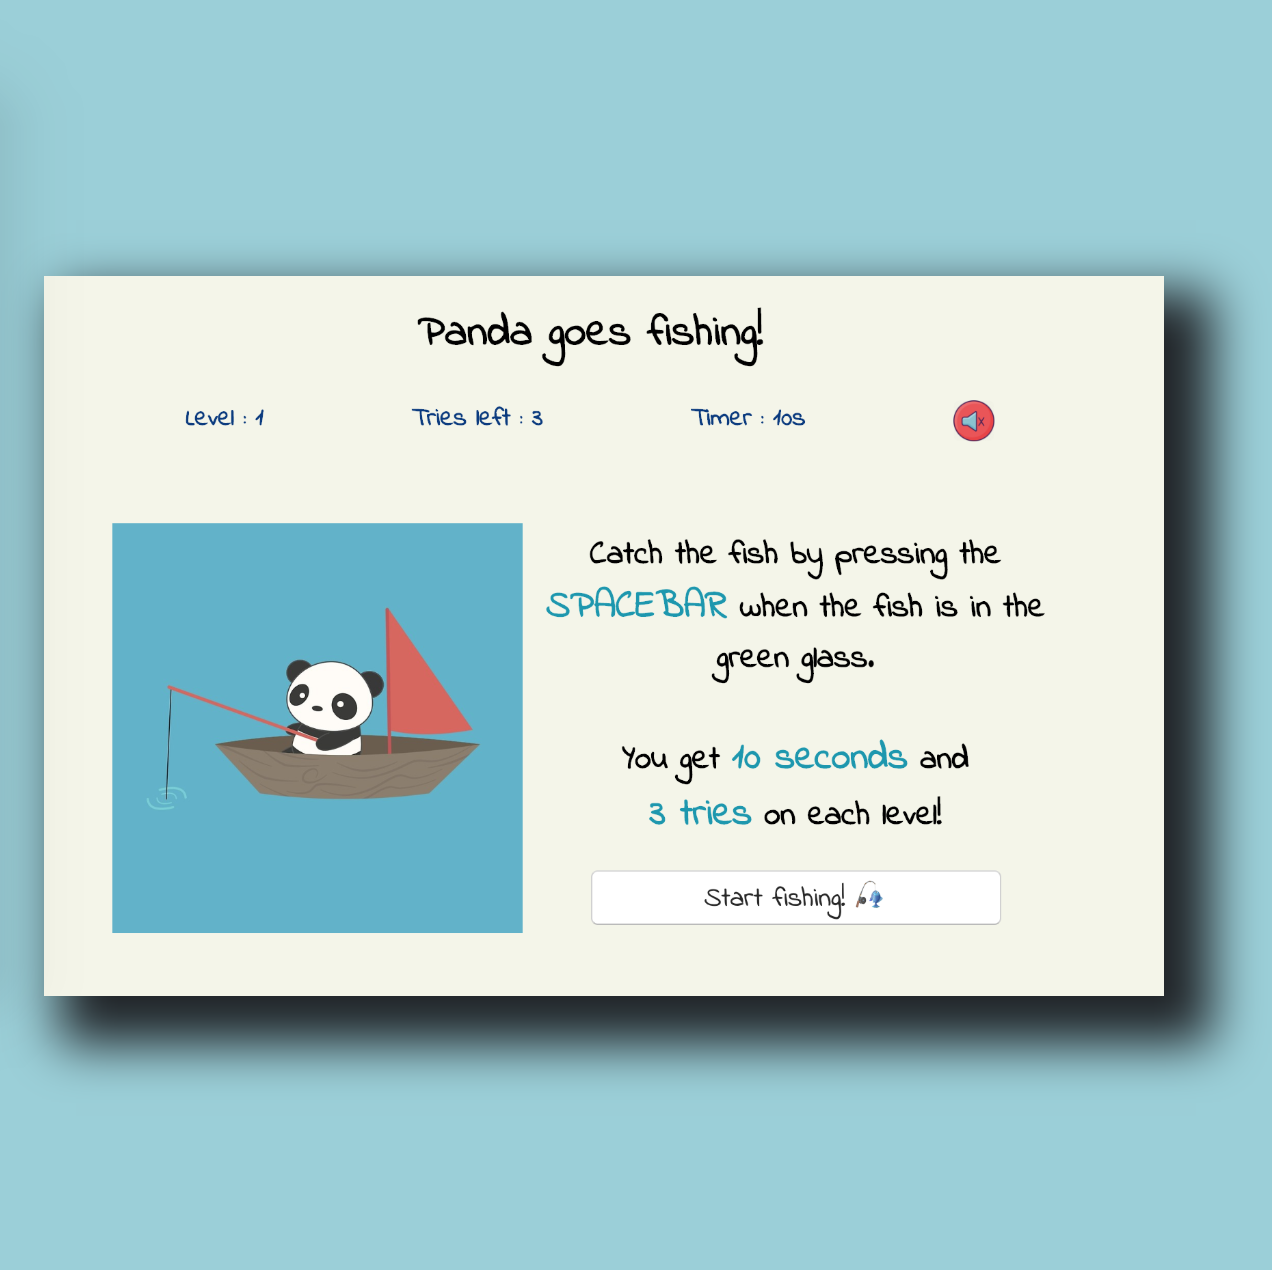 Panda goes fishing!
Level : 1
Tries left : 3
Timer : 10s
Catch the fish by pressing the
SPACEBAR when the fish is in the
green glass.
You get 10 seconds and
3 tries on each level!
Start fishing! 🎣